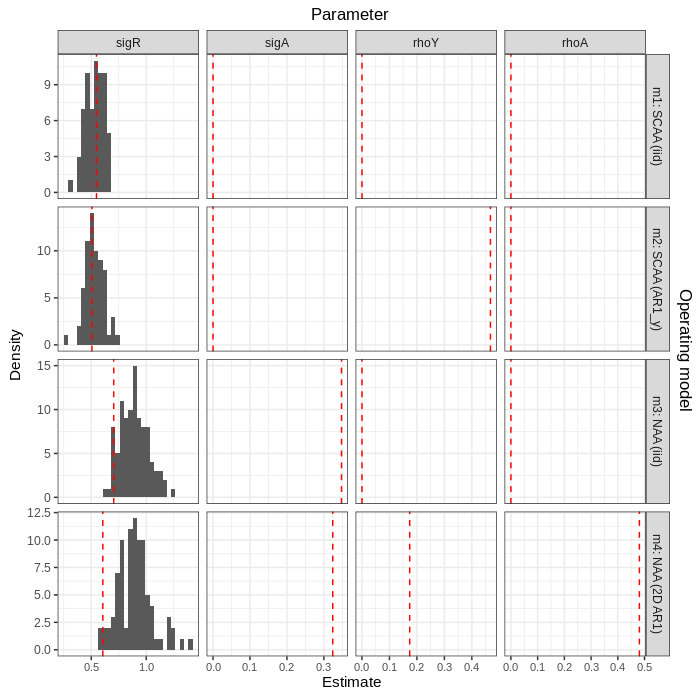 Parameter
sigR
sigA
rhoY
rhoA
9
6
3
0
m1: SCAA (iid)
10
5
0
m2: SCAA (AR1_y)
15
10
5
0
m3: NAA (iid)
12.5
10.0
7.5
5.0
2.5
0.0
m4: NAA (2D AR1)
Density
Operating model
0.5 1.0
0.0 0.1 0.2 0.3
0.0 0.1 0.2 0.3 0.4
0.0 0.1 0.2 0.3 0.4 0.5
Estimate